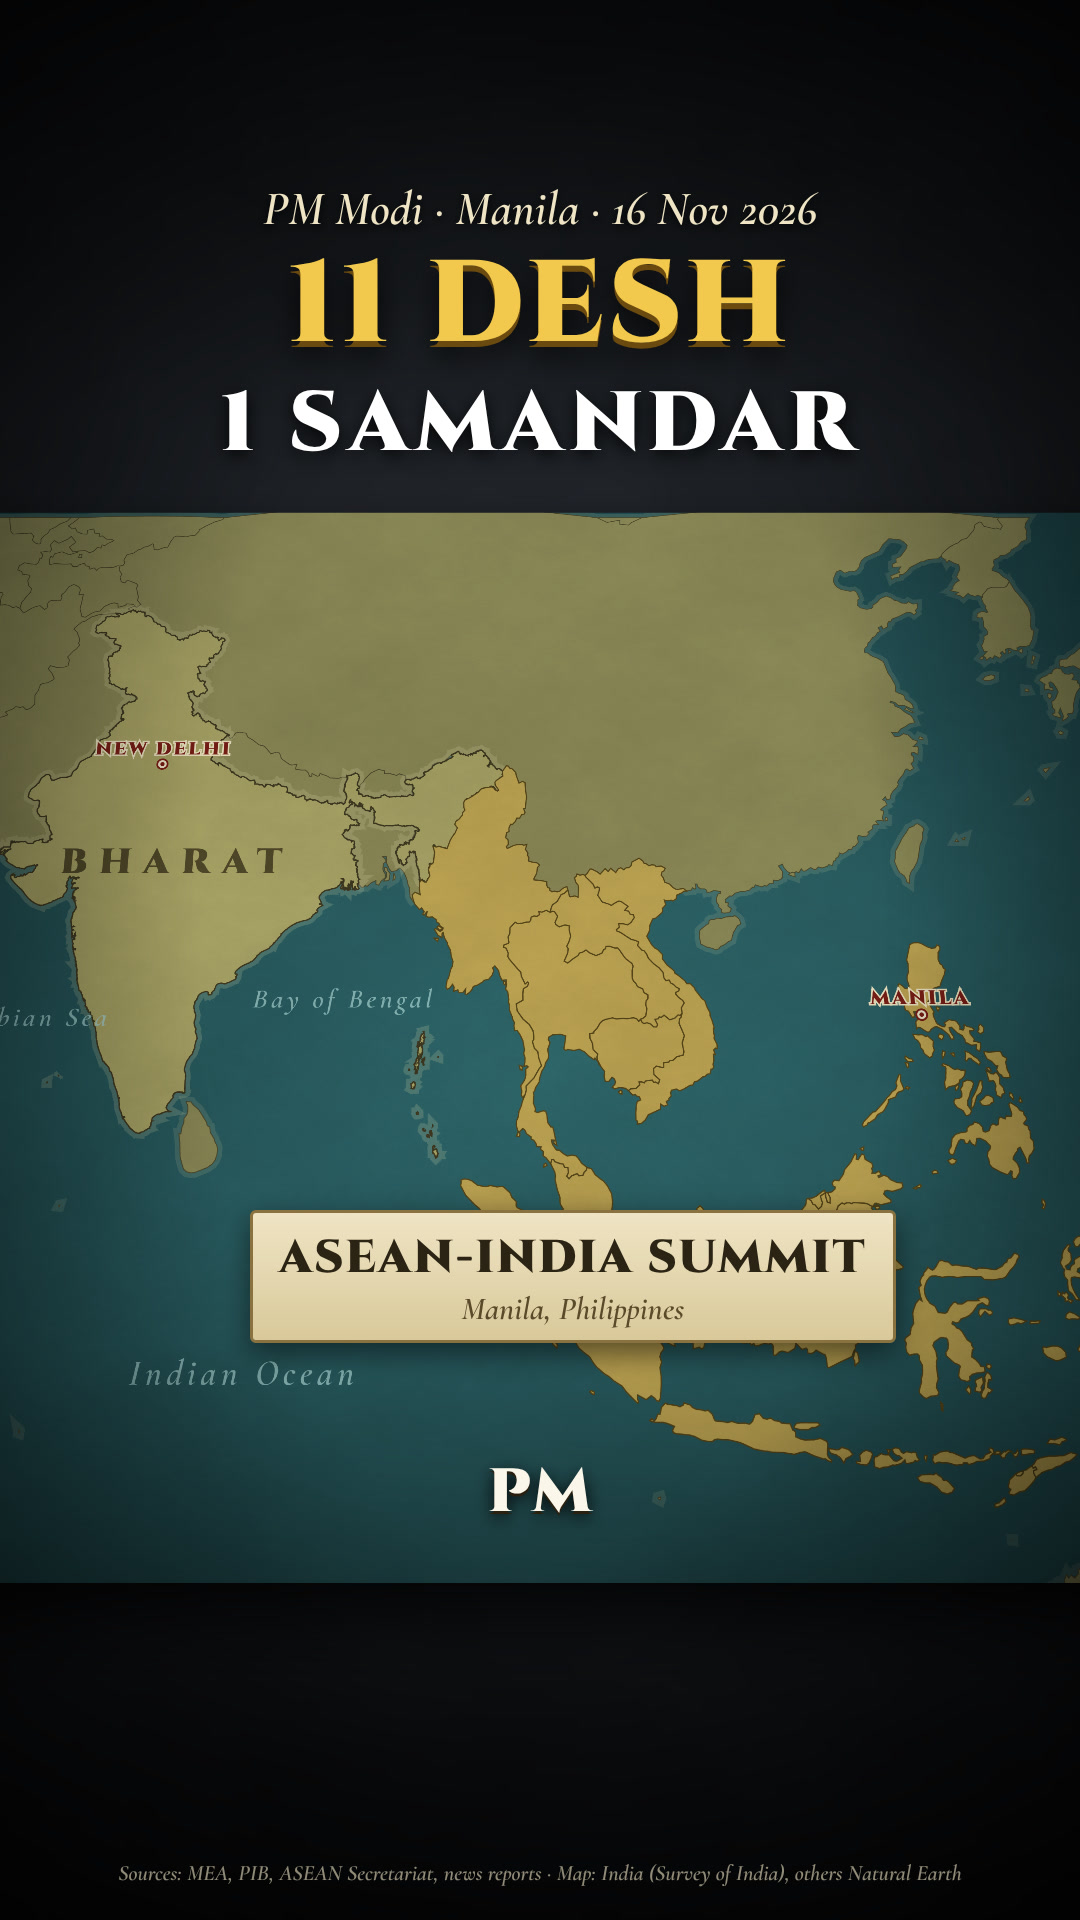 PM Modi · Manila · 16 Nov 2026
11 DESH
1 SAMANDAR
NEW DELHI
BHARAT
Bay of Bengal
MANILA
bian Sea
ASEAN-INDIA SUMMIT
Manila, Philippines
Indian Ocean
PM
Sources: MEA, PIB, ASEAN Secretariat, news reports · Map: India (Survey of India), others Natural Earth